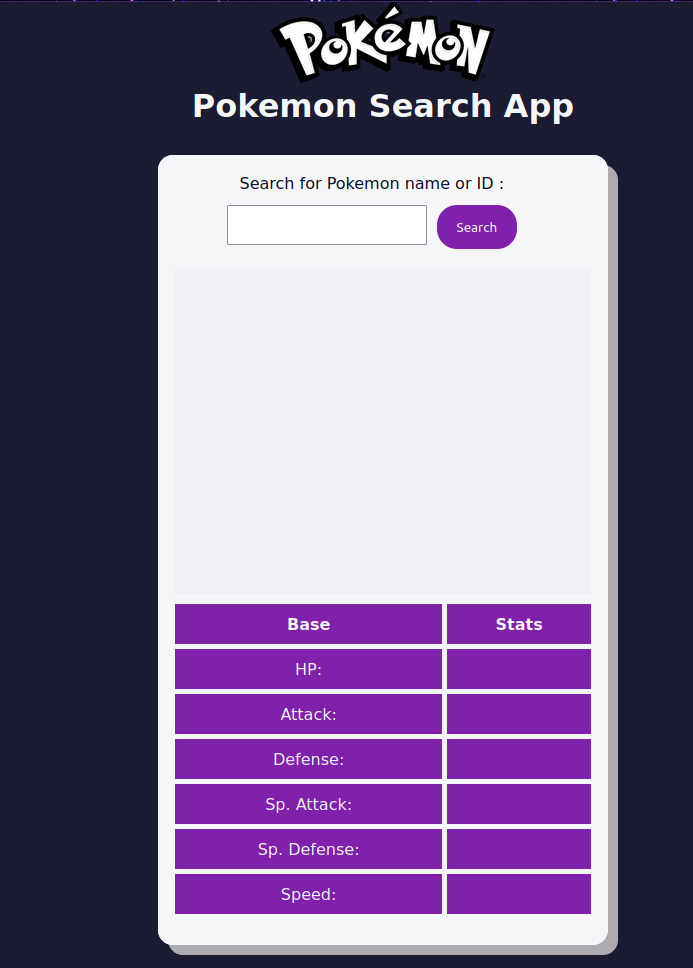 Pokémon
Pokemon Search App
Search for Pokemon name or ID :
Search
Base Stats
HP:
Attack:
Defense:
Sp. Attack:
Sp. Defense:
Speed: